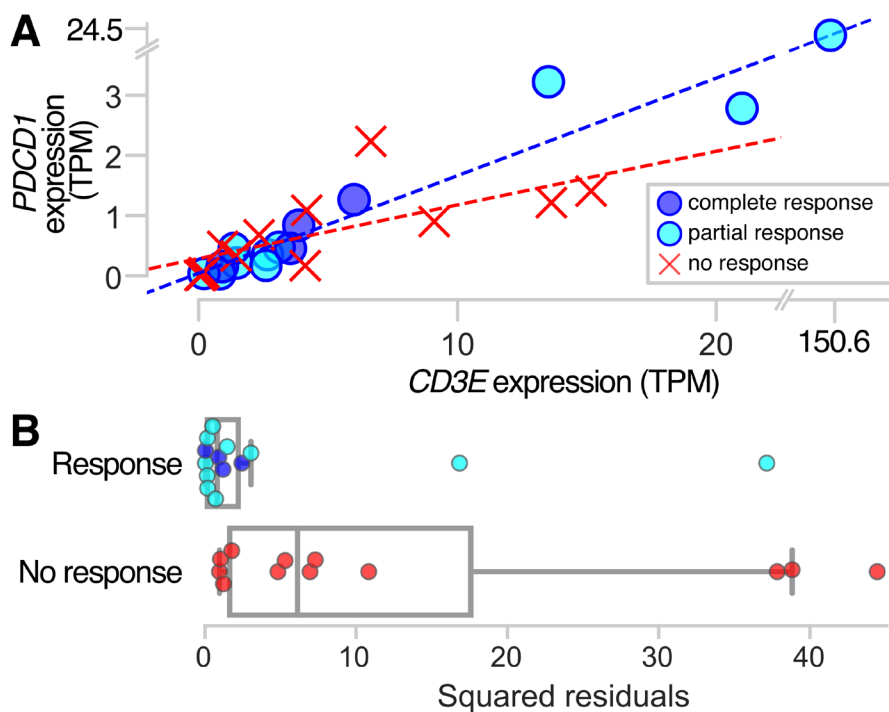 A
24.5
3
2
1
0
PDCD1
expression
(TPM)
complete response
partial response
no response
0
10
20
150.6
CD3E expression (TPM)
B
Response
No response
0
10
20
30
40
Squared residuals